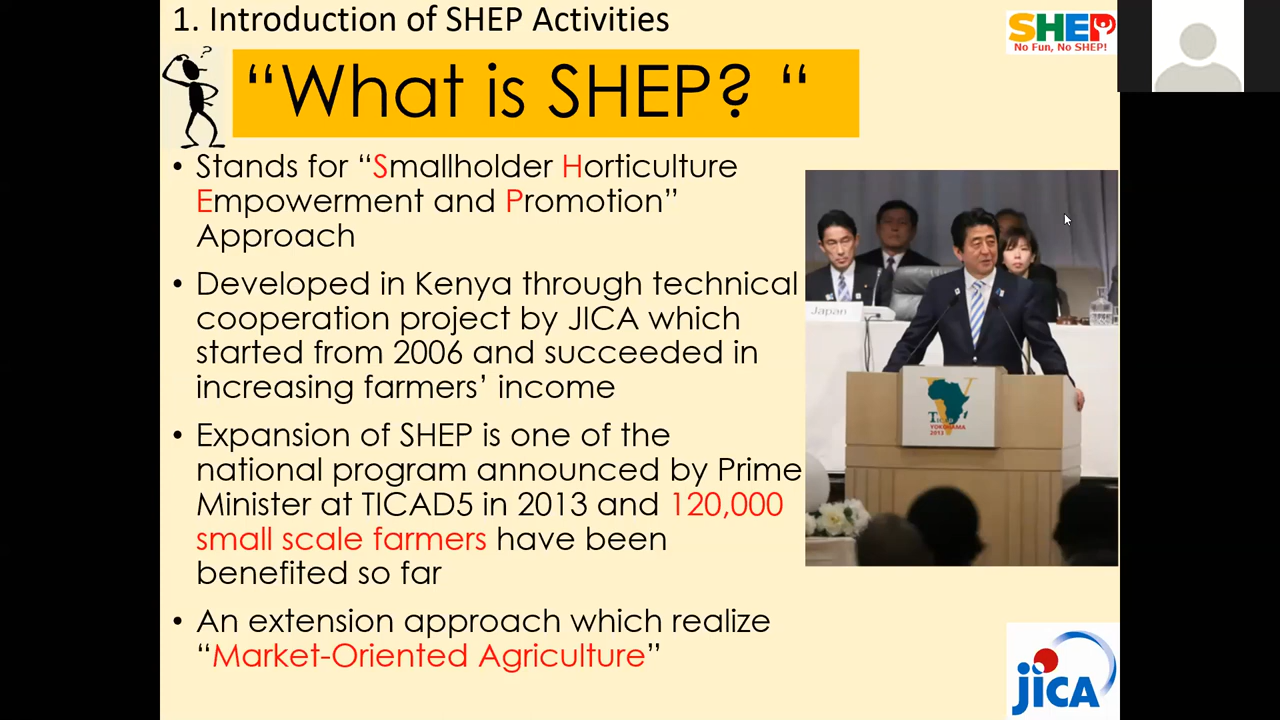 1. Introduction of SHEP Activities
SHEP
No Fun, No SHEP!
?
“What is SHEP? “
• Stands for “Smallholder Horticulture
Empowerment and Promotion”
Approach
• Developed in Kenya through technical
cooperation project by JICA which
started from 2006 and succeeded in
increasing farmers’ income
• Expansion of SHEP is one of the
national program announced by Prime
Minister at TICAD5 in 2013 and 120,000
small scale farmers have been
benefited so far
• An extension approach which realize
“Market-Oriented Agriculture”
Japan
V
TICAD
YOKOHAMA
2013
jICA